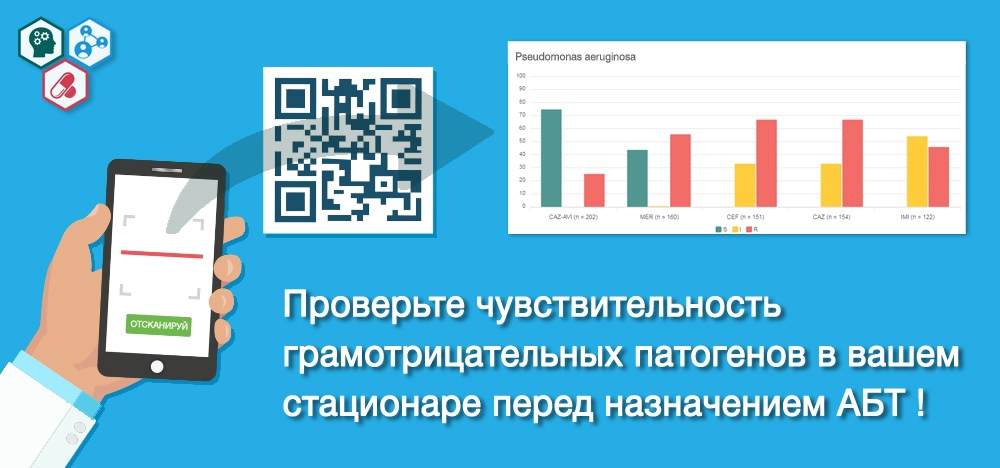 Pseudomonas aeruginosa
100
90
80
70
60
50
40
30
20
10
0
CAZ-AVI (n = 202) MER (n = 160) CEF (n = 151) CAZ (n = 154) IMI (n = 122)
S I R
ОТСКАНИРУЙ
Проверьте чувствительность
грамотрицательных патогенов в вашем
стационаре перед назначением АБТ !